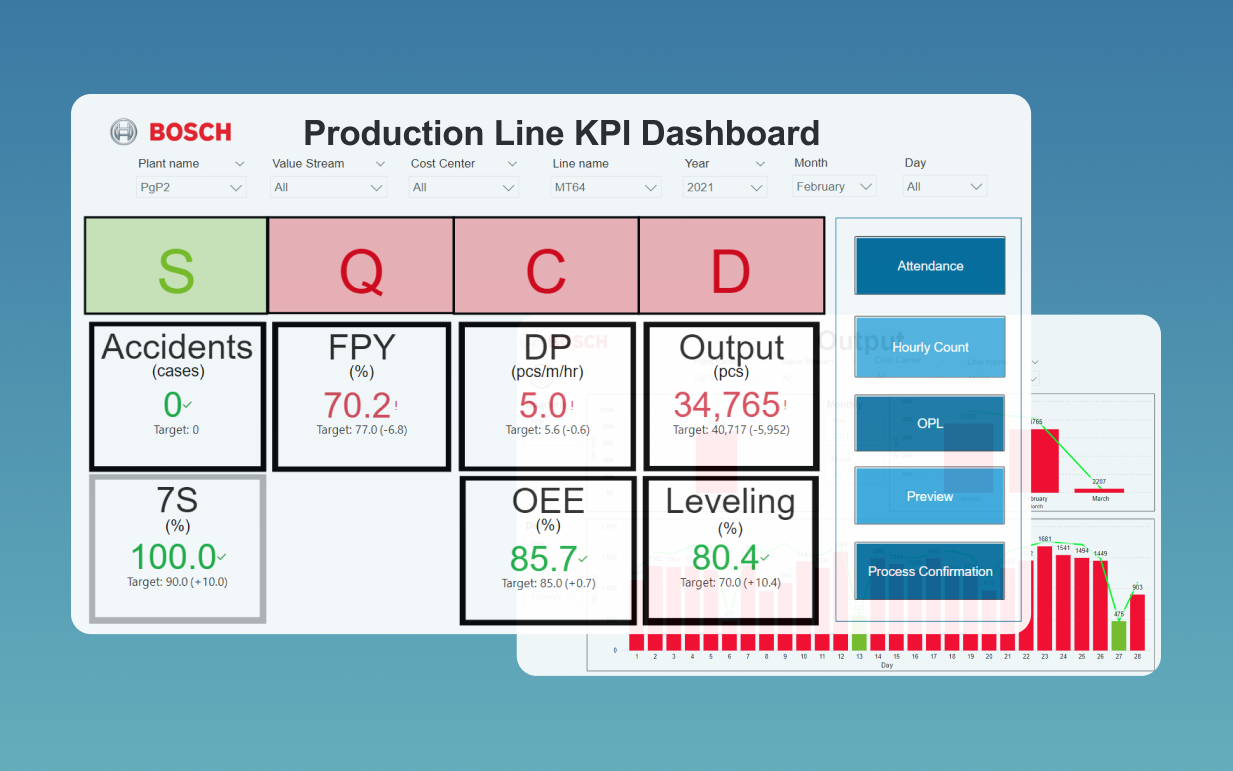 BOSCH
Production Line KPI Dashboard
Plant name Value Stream Cost Center Line name Year Month Day
PgP2 All All MT64 2021 February All
S Q C D
Attendance
Hourly Count
OPL
Preview
Process Confirmation
Accidents
(cases)
0
Target: 0
FPY
(%)
70.2!
Target: 77.0 (-6.8)
DP
(pcs/m/hr)
5.0!
Target: 5.6 (-0.6)
Output
(pcs)
34,765!
Target: 40,717 (-5,952)
7S
(%)
100.0
Target: 90.0 (+10.0)
OEE
(%)
85.7
Target: 85.0 (+0.7)
Leveling
(%)
80.4
Target: 70.0 (+10.4)
BOSCH
Output
2207
March
1681
1541
1494
1449
476
903
0
1 2 3 4 5 6 7 8 9 10 11 12 13 14 15 16 17 18 19 20 21 22 23 24 25 26 27 28
Day